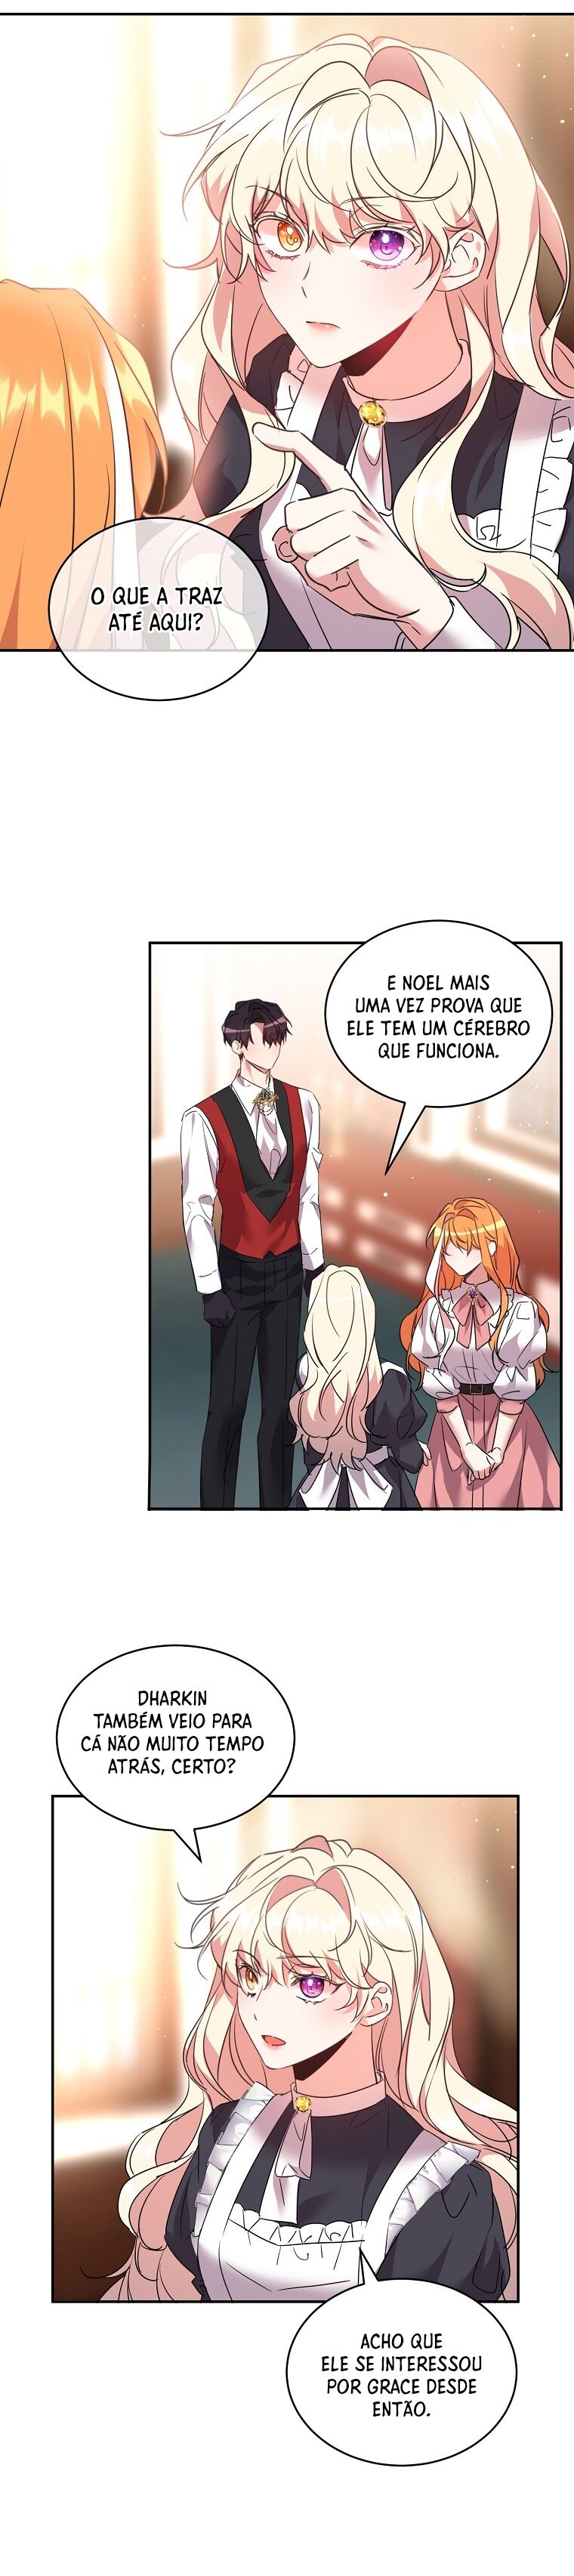 O QUE A TRAZ
ATÉ AQUI?
E NOEL MAIS
UMA VEZ PROVA QUE
ELE TEM UM CÉREBRO
QUE FUNCIONA.
DHARKIN
TAMBÉM VEIO PARA
CÁ NÃO MUITO TEMPO
ATRÁS, CERTO?
ACHO QUE
ELE SE INTERESSOU
POR GRACE DESDE
ENTÃO.